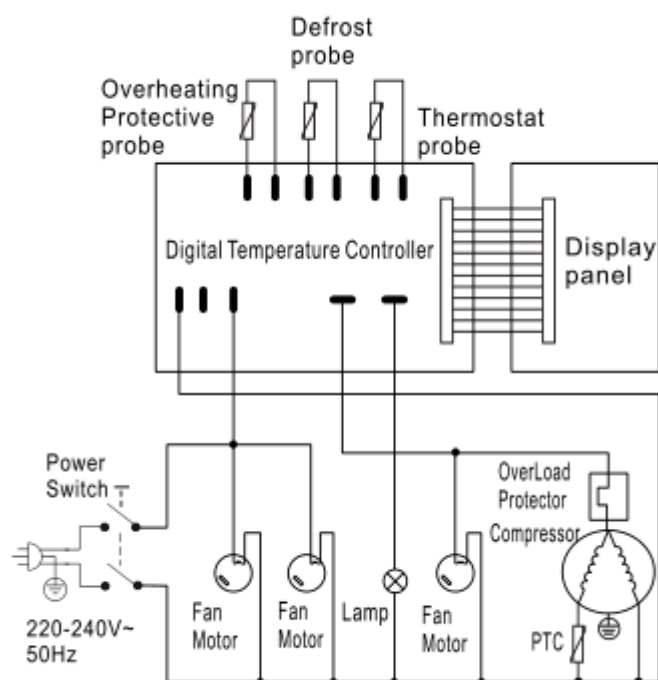 Defrost
probe
Overheating
Protective
probe
Thermostat
probe
Digital Temperature Controller
Display
panel
Power
Switch
OverLoad
Protector
Compressor
Fan
Motor
Fan
Motor
Lamp
Fan
Motor
PTC
220-240V~
50Hz